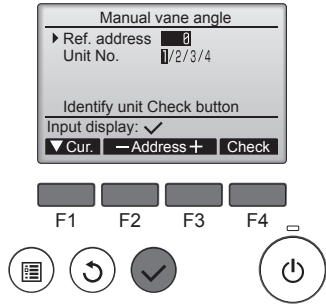 Manual vane angle
Ref. address 0
Unit No. 1/2/3/4
Identify unit Check button
Input display: ✓
▼ Cur. − Address + Check
F1 F2 F3 F4